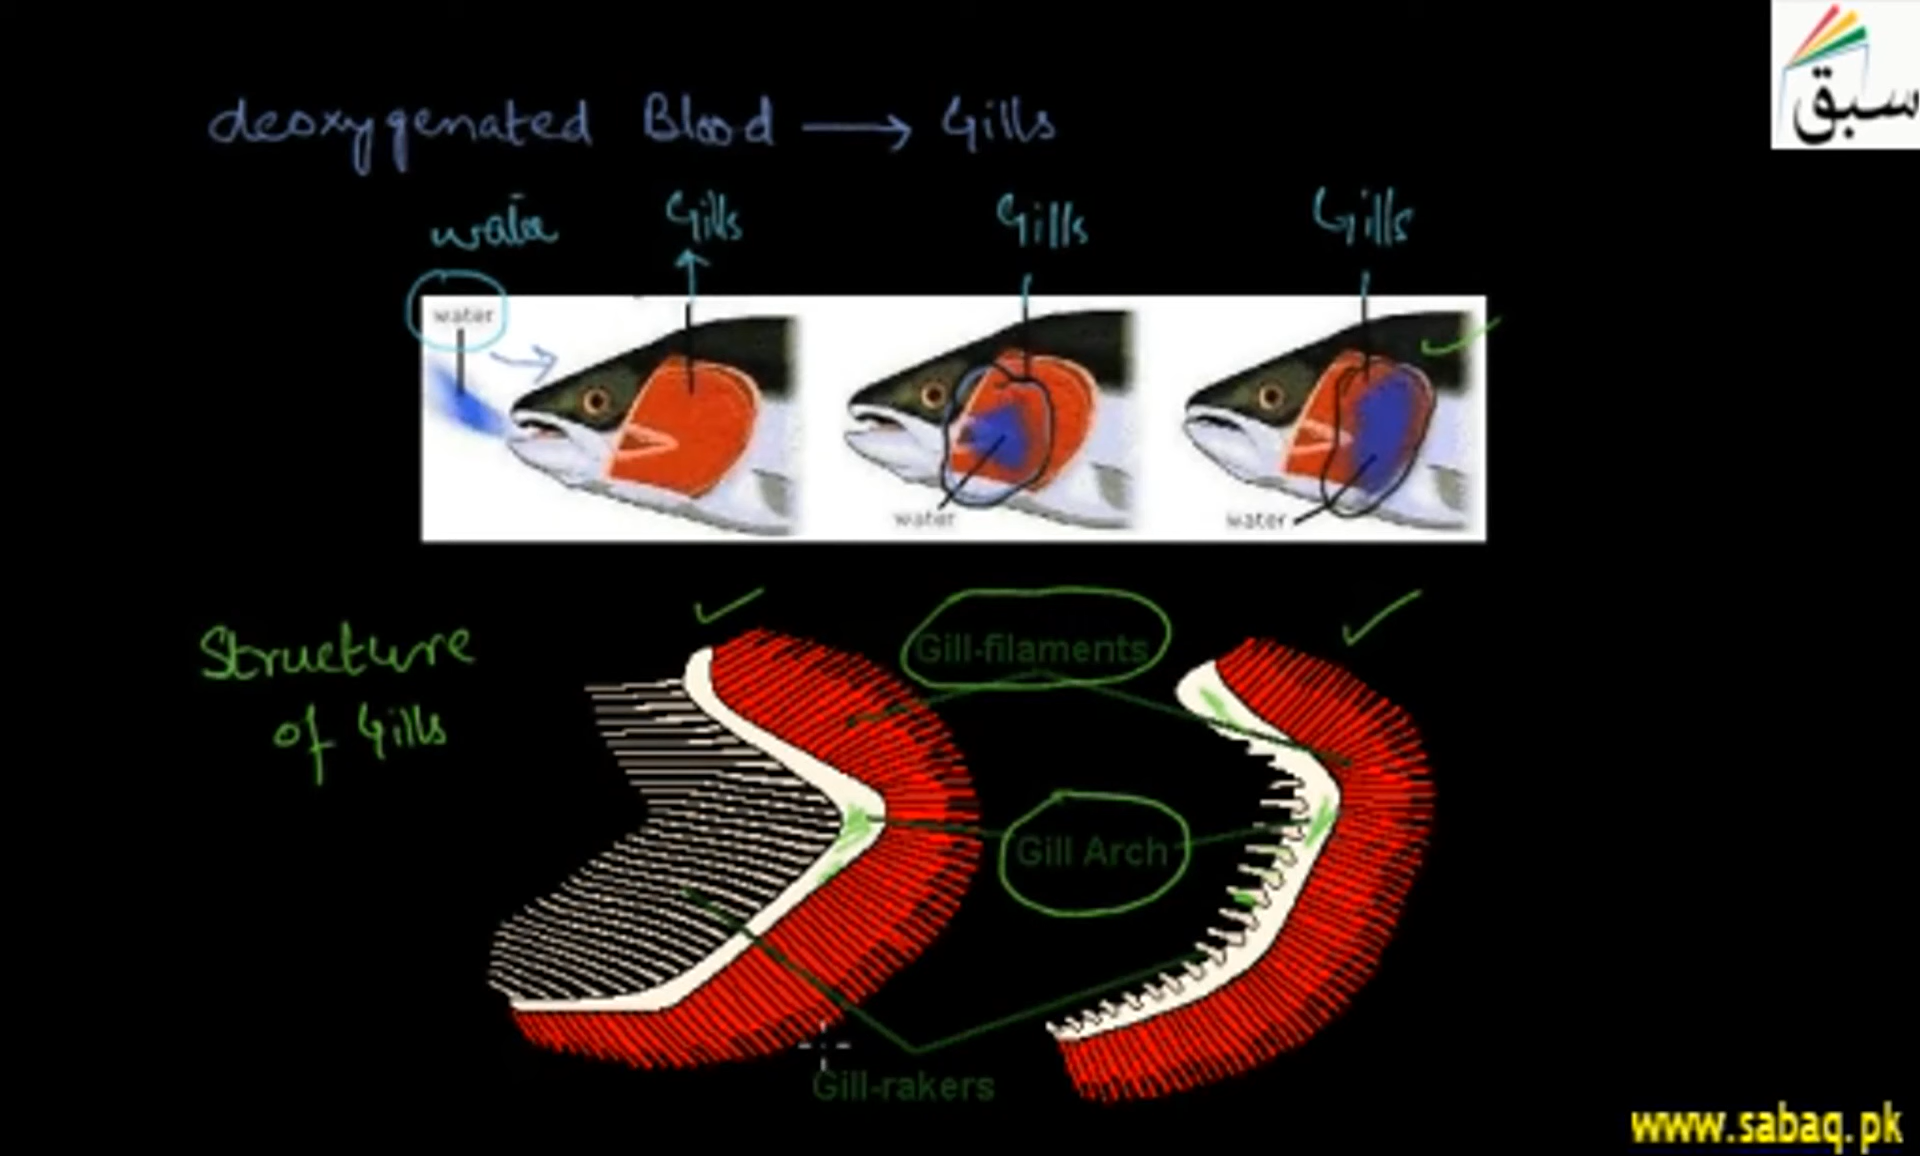 سبق
deoxygenated Blood → Gills
water Gills Gills Gills
water
water water
Structure
of Gills
Gill-filaments
Gill Arch
Gill-rakers
www.sabaq.pk